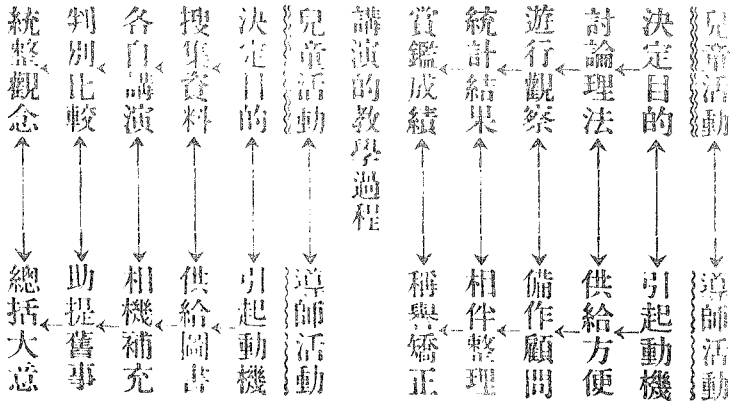 兒童活動
導師活動
決定目的
引起動機
討論理法
供給方便
遊行觀察
備作顧問
統計結果
相伴整理
賞鑑成績
稱與矯正
講演的教學過程
兒童活動
導師活動
決定目的
引起動機
搜集資料
供給圖書
各自講演
相機補充
判別比較
助提舊事
統整觀念
總括大意